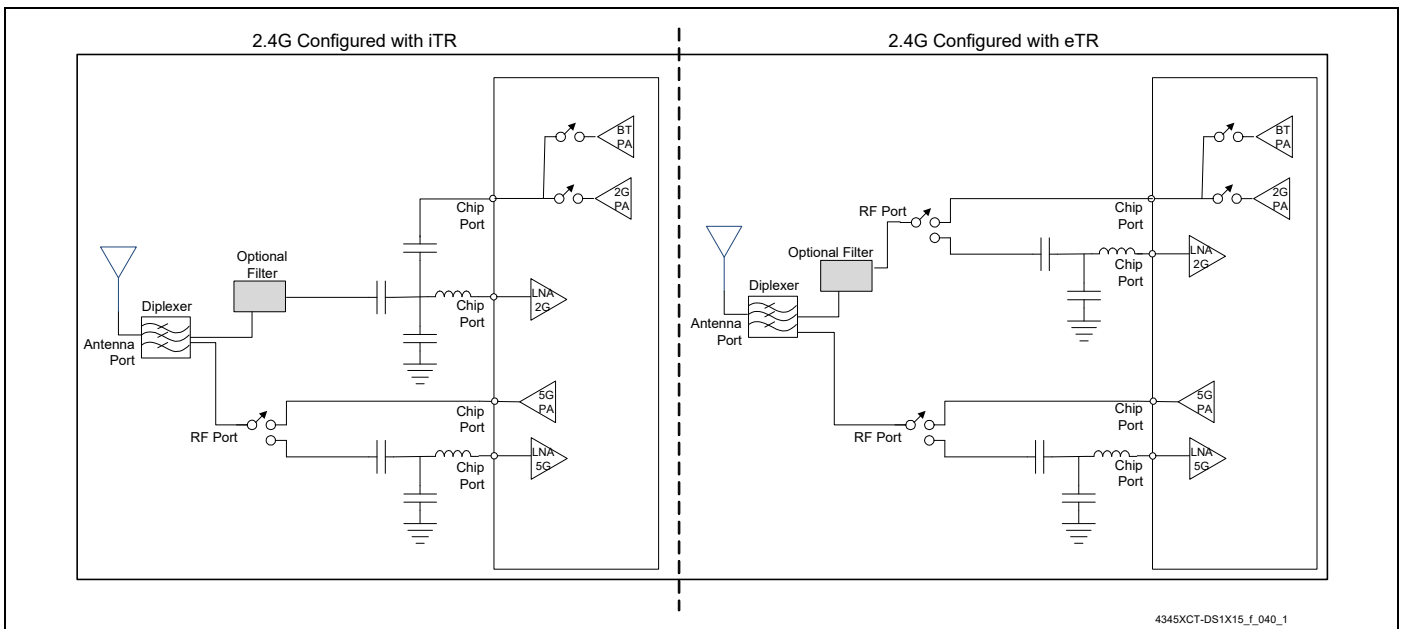 2.4G Configured with iTR
BT
PA
2G
PA
Chip
Port
Optional
Filter
LNA
2G
Chip
Port
Diplexer
Antenna
Port
5G
PA
Chip
Port
RF Port
LNA
5G
Chip
Port
2.4G Configured with eTR
BT
PA
2G
PA
RF Port
Chip
Port
Optional Filter
LNA
2G
Chip
Port
Diplexer
Antenna
Port
5G
PA
Chip
Port
RF Port
LNA
5G
Chip
Port
4345XCT-DS1X15_f_040_1